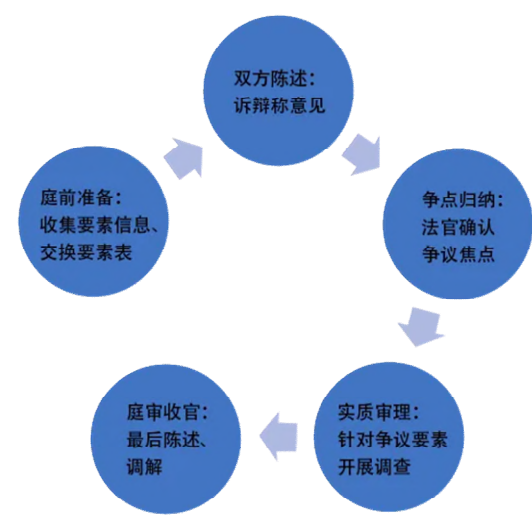 庭前准备：
收集要素信息、
交换要素表
双方陈述：
诉辩称意见
争点归纳：
法官确认
争议焦点
实质审理：
针对争议要素
开展调查
庭审收官：
最后陈述、
调解